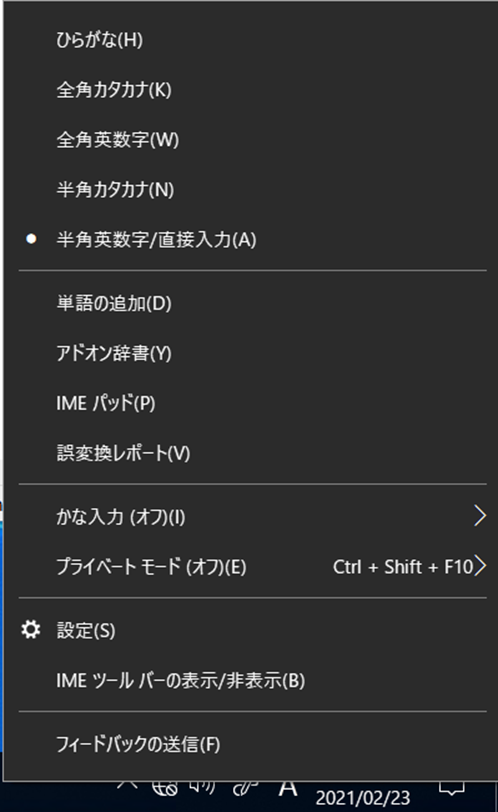 ひらがな(H)
全角カタカナ(K)
全角英数字(W)
半角カタカナ(N)
半角英数字/直接入力(A)
単語の追加(D)
アドオン辞書(Y)
IME パッド(P)
誤変換レポート(V)
かな入力 (オフ)(I)
プライベート モード (オフ)(E) Ctrl + Shift + F10
設定(S)
IME ツール バーの表示/非表示(B)
フィードバックの送信(F)
A
2021/02/23